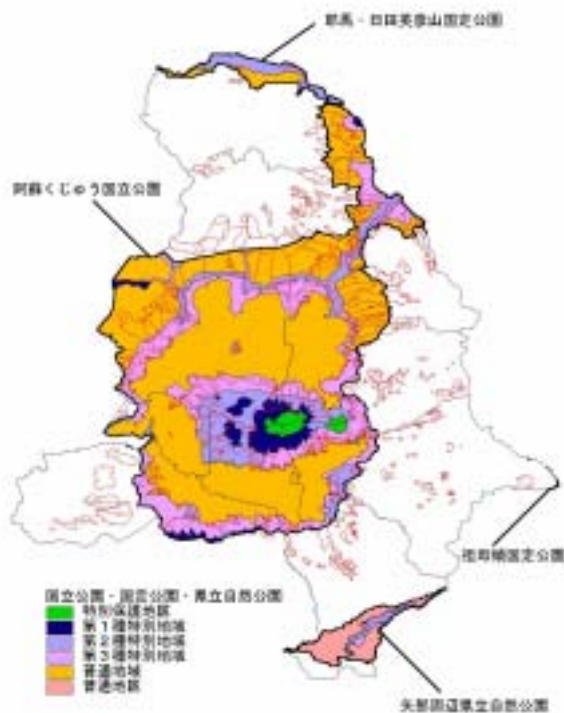 耶馬・日田英彦山国定公園
阿蘇くじゅう国立公園
祖母傾国定公園
国立公園・国定公園・県立自然公園
特別保護地区
第1種特別地域
第2種特別地域
第3種特別地域
普通地域
普通地区
矢部周辺県立自然公園